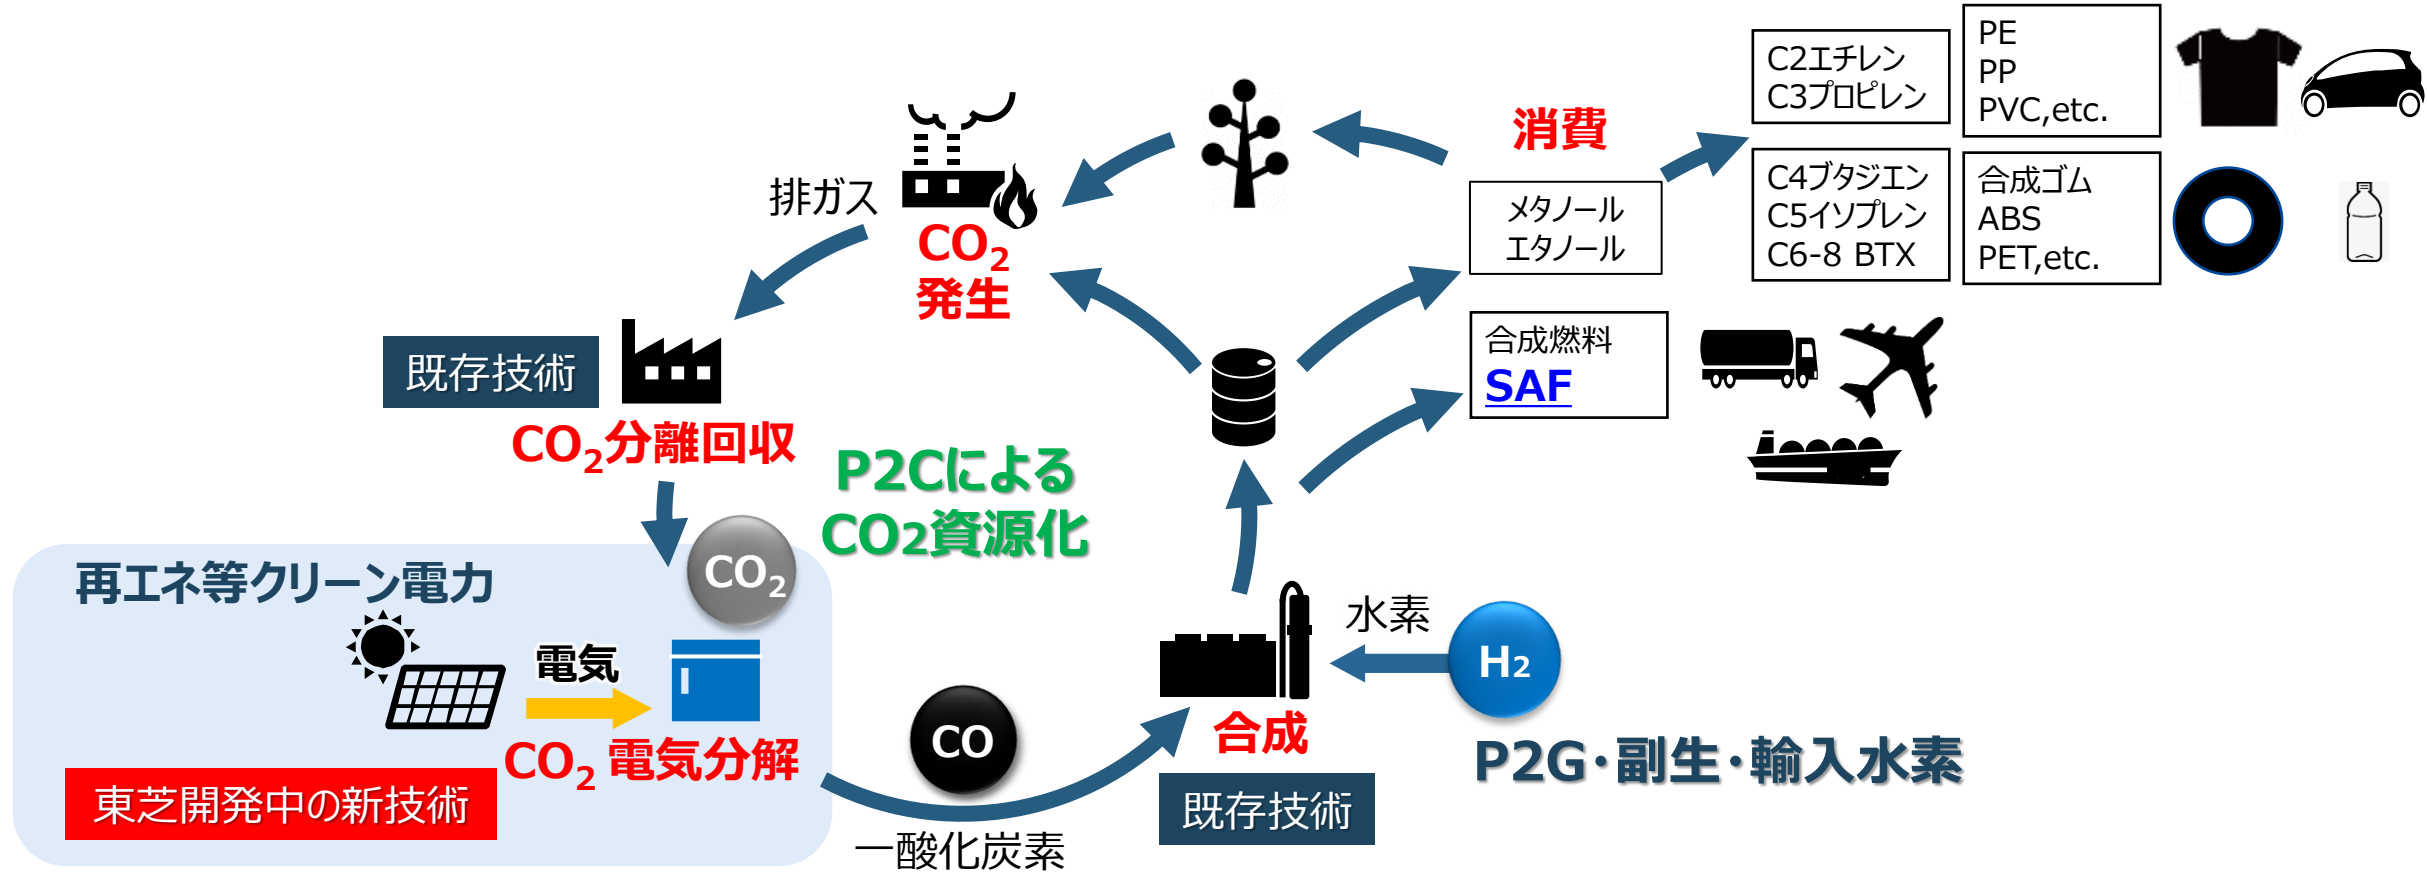 C2エチレン
C3プロピレン
PE
PP
PVC,etc.
消費
排ガス
CO2
発生
メタノール
エタノール
C4ブタジエン
C5イソプレン
C6-8 BTX
合成ゴム
ABS
PET,etc.
既存技術
CO2分離回収
合成燃料
SAF
P2Cによる
CO2資源化
再エネ等クリーン電力
CO2
電気
CO2 電気分解
東芝開発中の新技術
CO
一酸化炭素
合成
既存技術
水素
H2
P2G・副生・輸入水素